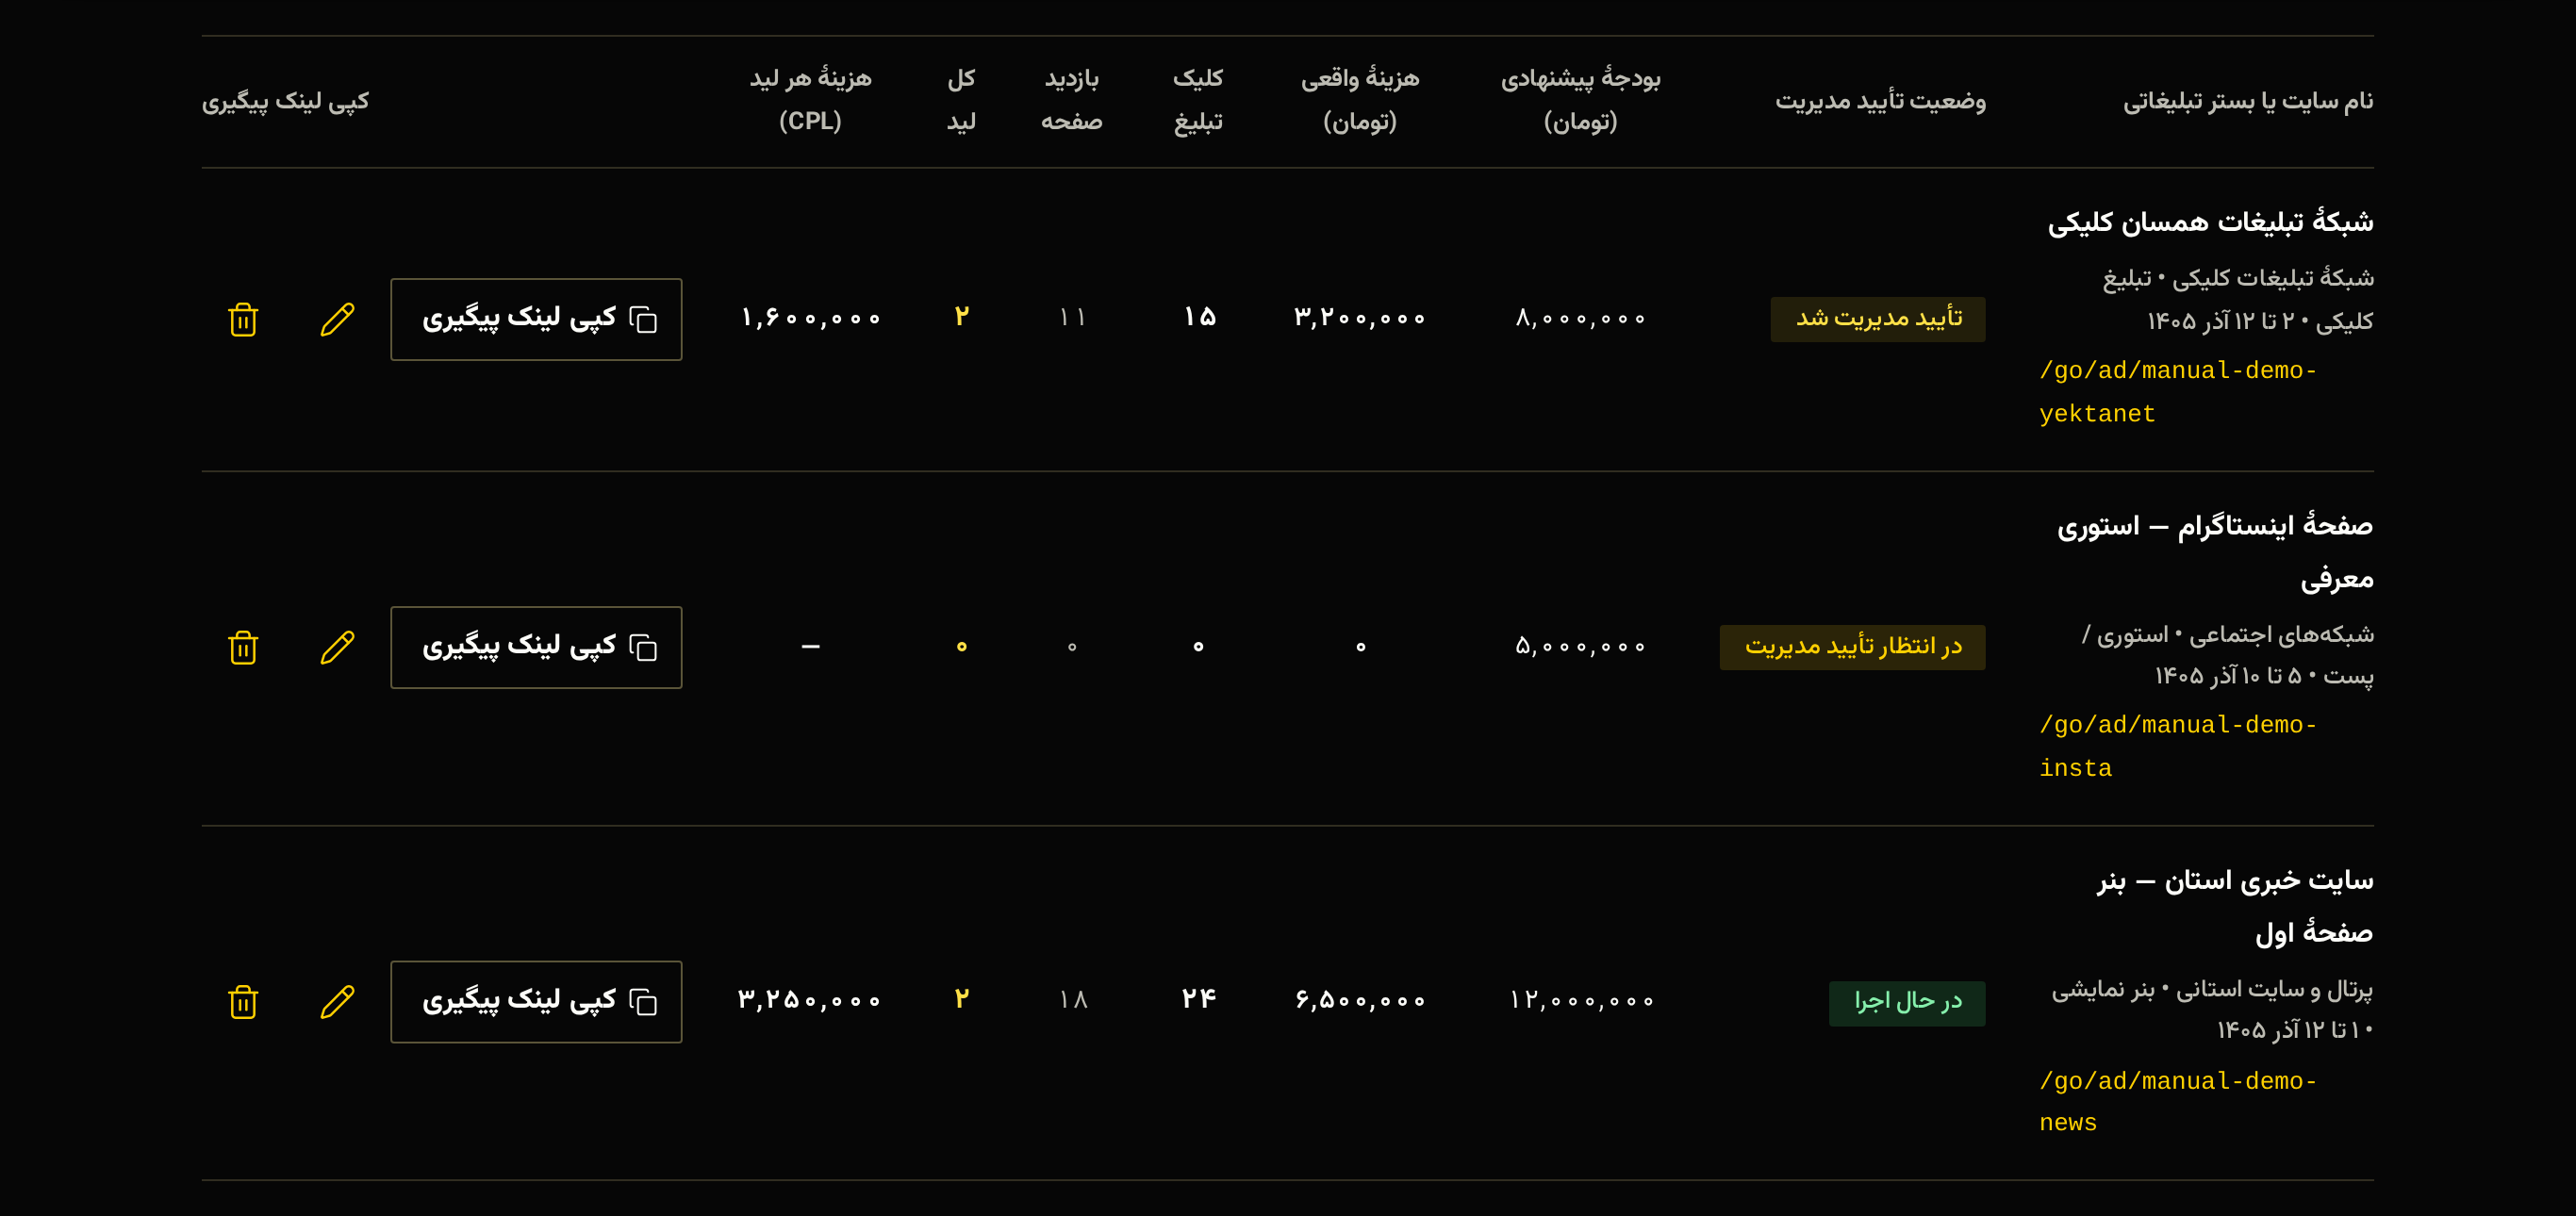 نام سایت یا بستر تبلیغاتی
وضعیت تأیید مدیریت
بودجهٔ پیشنهادی
(تومان)
هزینهٔ واقعی
(تومان)
کلیک
تبلیغ
بازدید
صفحه
کل
لید
هزینهٔ هر لید
(CPL)
کپی لینک پیگیری
شبکهٔ تبلیغات همسان کلیکی
شبکهٔ تبلیغات کلیکی • تبلیغ
کلیکی • ۲ تا ۱۲ آذر ۱۴۰۵
/go/ad/manual-demo-
yektanet
تأیید مدیریت شد
۸,۰۰۰,۰۰۰
۳,۲۰۰,۰۰۰
۱۵
۱۱
۲
۱,۶۰۰,۰۰۰
کپی لینک پیگیری
صفحهٔ اینستاگرام – استوری
معرفی
شبکه‌های اجتماعی • استوری /
پست • ۵ تا ۱۰ آذر ۱۴۰۵
/go/ad/manual-demo-
insta
در انتظار تأیید مدیریت
۵,۰۰۰,۰۰۰
۰
۰
۰
۰
–
کپی لینک پیگیری
سایت خبری استان – بنر
صفحهٔ اول
پرتال و سایت استانی • بنر نمایشی
• ۱ تا ۱۲ آذر ۱۴۰۵
/go/ad/manual-demo-
news
در حال اجرا
۱۲,۰۰۰,۰۰۰
۶,۵۰۰,۰۰۰
۲۴
۱۸
۲
۳,۲۵۰,۰۰۰
کپی لینک پیگیری